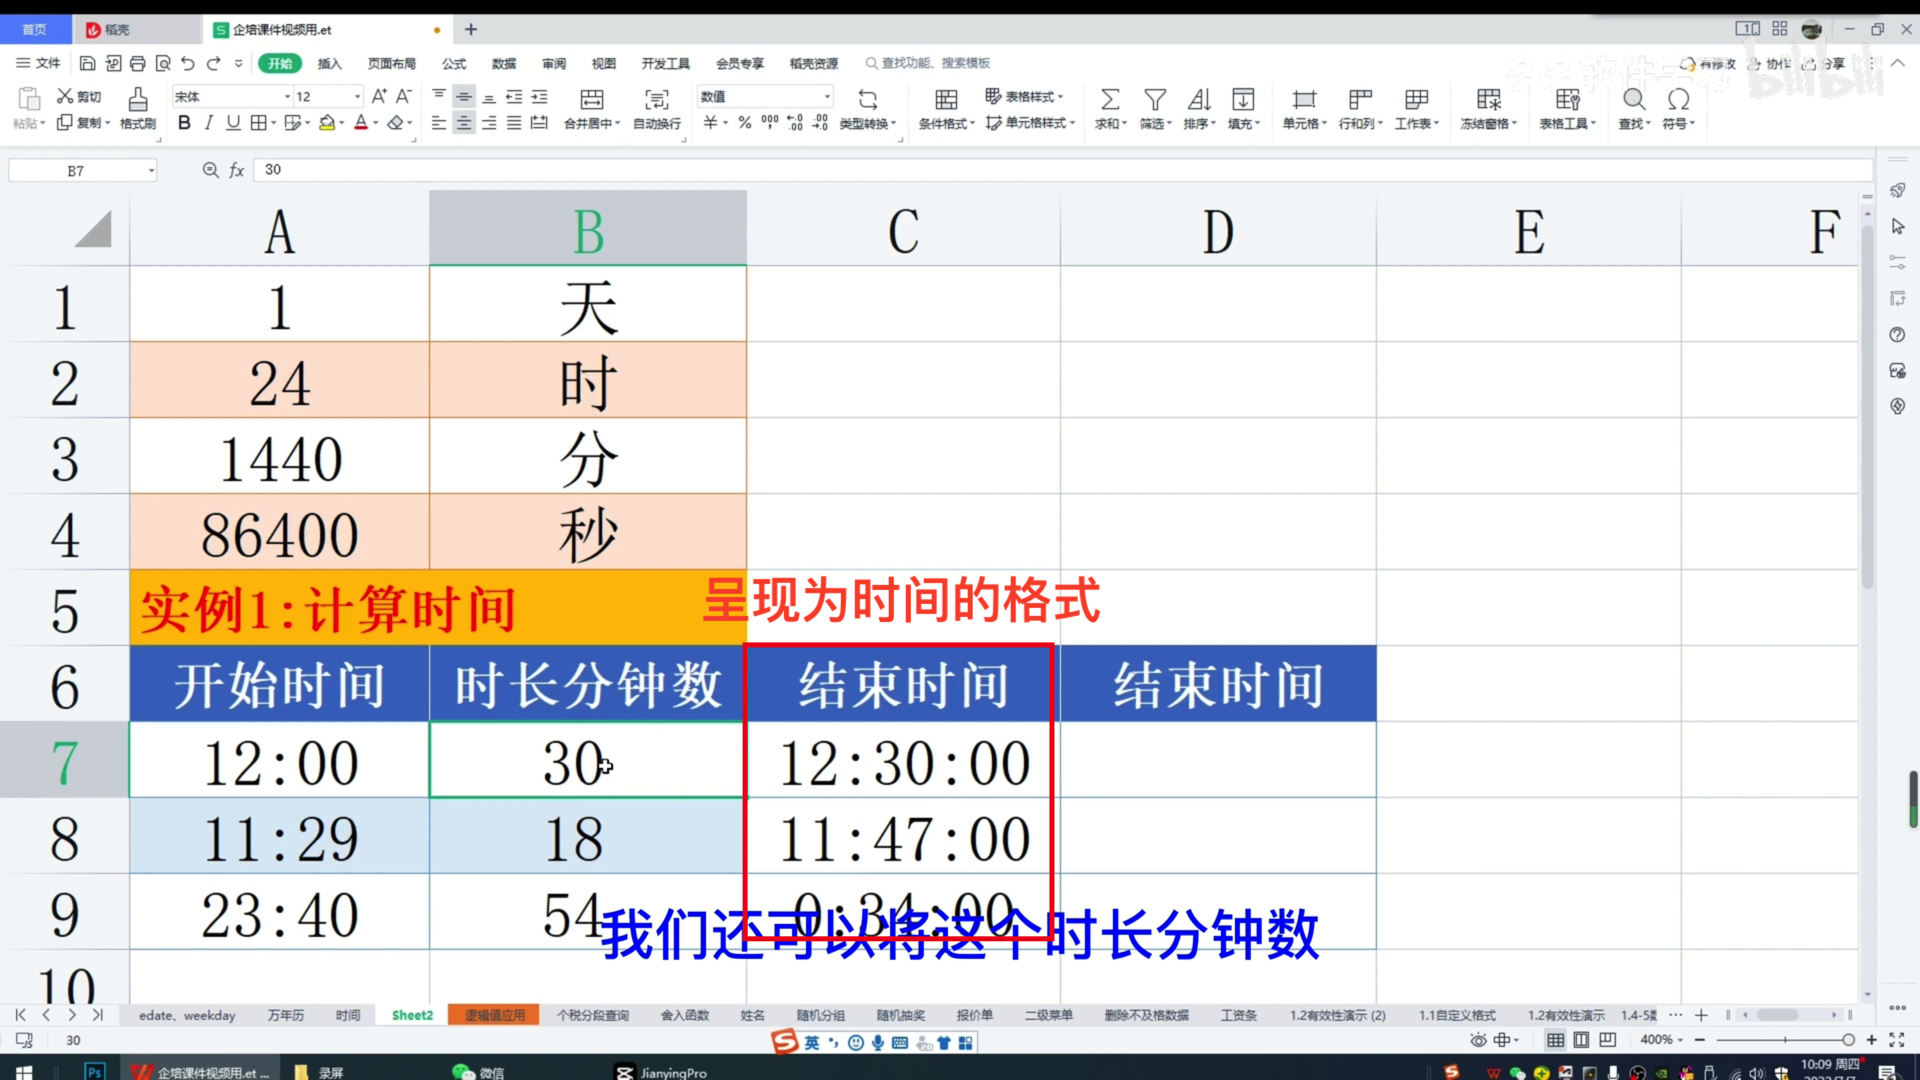 首页 稻壳 企培课件视频用.et
文件 开始 插入 页面布局 公式 数据 审阅 视图 开发工具 会员专享 稻壳资源 查找功能、搜索模板 有修改 协作 分享
bilibili
粘贴 剪切 复制 格式刷 宋体 12 合并居中 自动换行 数值 类型转换 条件格式 表格样式 单元格样式 求和 筛选 排序 填充 单元格 行和列 工作表 冻结窗格 表格工具 查找 符号
B7 fx 30
A B C D E F
1 1 天
2 24 时
3 1440 分
4 86400 秒
5 实例1:计算时间
呈现为时间的格式
6 开始时间 时长分钟数 结束时间 结束时间
7 12:00 30 12:30:00
8 11:29 18 11:47:00
9 23:40 54 0:34:00
我们还可以将这个时长分钟数
10
edate、weekday 万年历 时间 Sheet2 逻辑值应用 个税分段查询 舍入函数 姓名 随机分组 随机抽奖 报价单 二级菜单 删除不及格数据 工资条 1.2有效性演示 (2) 1.1自定义格式 1.2有效性演示 1.4-5数
30 英 400%
Ps 企培课件视频用.et ... 录屏 微信 JianyingPro 10:09 周四